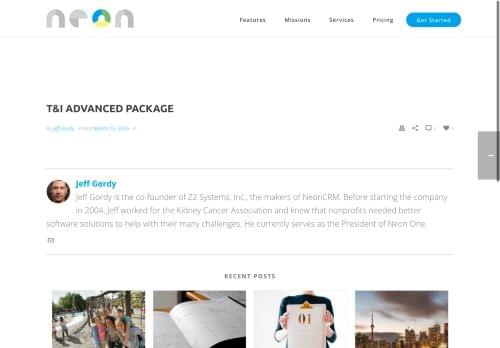 neon
Features Missions Services Pricing Get Started
T&I ADVANCED PACKAGE
By Jeff Gordy Posted March 15, 2016 In
0 0
Jeff Gordy
Jeff Gordy is the co-founder of Z2 Systems, Inc., the makers of NeonCRM. Before starting the company
in 2004, Jeff worked for the Kidney Cancer Association and knew that nonprofits needed better
software solutions to help with their many challenges. He currently serves as the President of Neon One.
RECENT POSTS
01